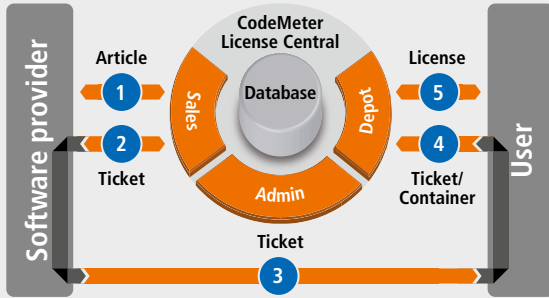 CodeMeter
License Central
Software provider
Article
1
2
Ticket
Sales
Database
Depot
Admin
License
5
4
Ticket/
Container
User
Ticket
3